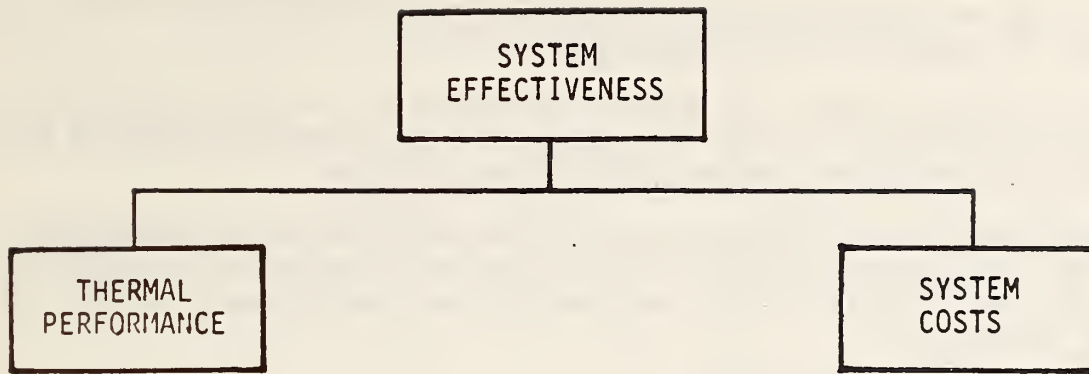 SYSTEM
EFFECTIVENESS
THERMAL
PERFORMANCE
SYSTEM
COSTS